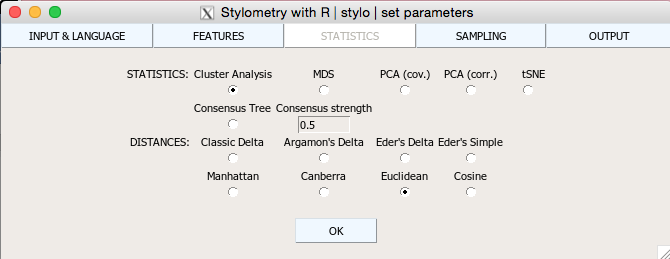 Stylometry with R | stylo | set parameters
INPUT & LANGUAGE FEATURES STATISTICS SAMPLING OUTPUT
STATISTICS: Cluster Analysis MDS PCA (cov.) PCA (corr.) tSNE
Consensus Tree Consensus strength
0.5
DISTANCES: Classic Delta Argamon's Delta Eder's Delta Eder's Simple
Manhattan Canberra Euclidean Cosine
OK